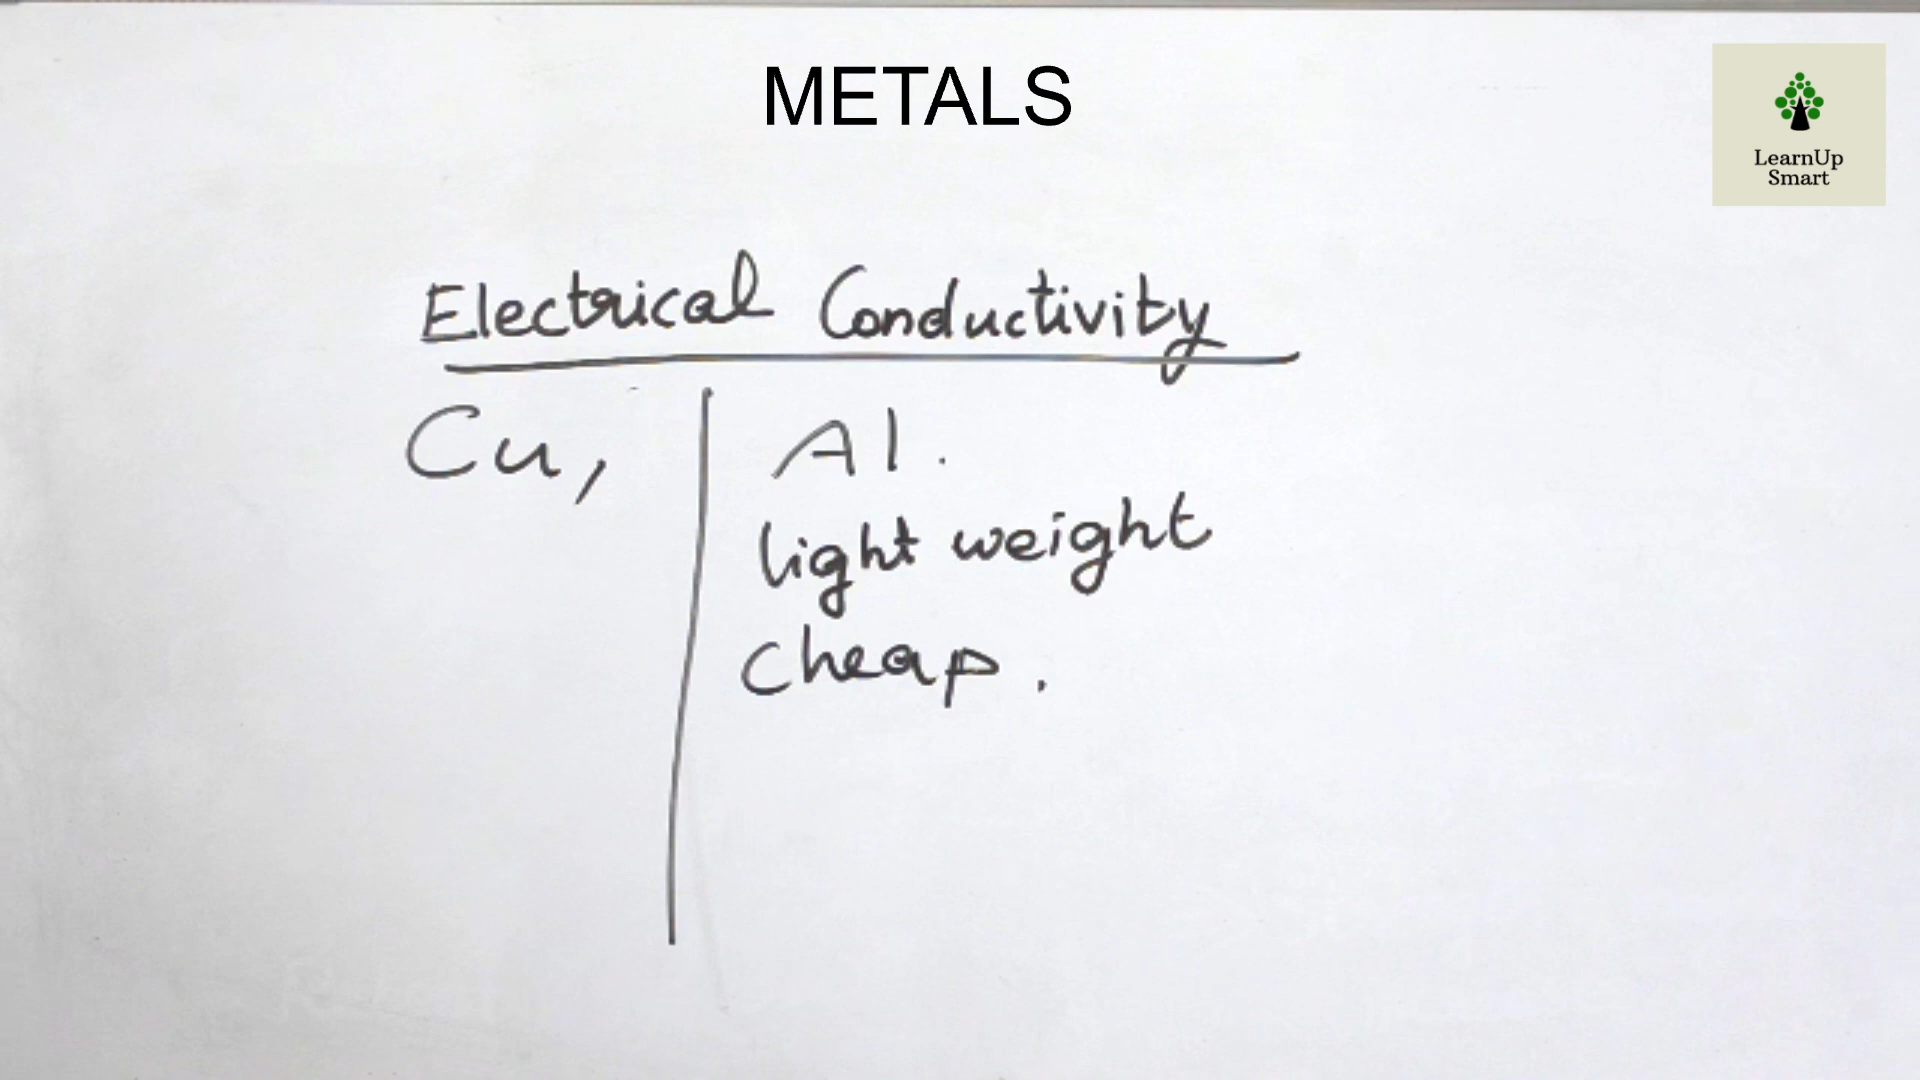 METALS
LearnUp
Smart
Electrical Conductivity
Cu, Al.
light weight
cheap.